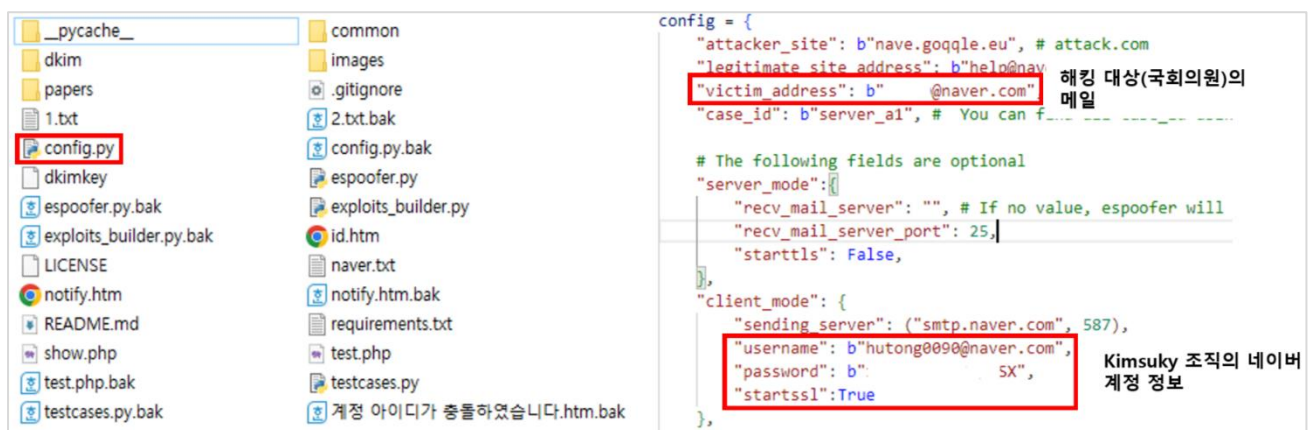 __pycache__
dkim
papers
1.txt
config.py
dkimkey
espoofer.py.bak
exploits_builder.py.bak
LICENSE
notify.htm
README.md
show.php
test.php.bak
testcases.py.bak
common
images
.gitignore
2.txt.bak
config.py.bak
espoofer.py
exploits_builder.py
id.htm
naver.txt
notify.htm.bak
requirements.txt
test.php
testcases.py
계정 아이디가 충돌하였습니다.htm.bak
config = {
"attacker_site": b"nave.goqqle.eu", # attack.com
"legitimate_site_address": b"help@nav
"victim_address": b" @naver.com",
"case_id": b"server_a1", # You can
# The following fields are optional
"server_mode":{
"recv_mail_server": "", # If no value, espoofer will
"recv_mail_server_port": 25,
"starttls": False,
},
"client_mode": {
"sending_server": ("smtp.naver.com", 587),
"username": b"hutong0090@naver.com",
"password": b" SX",
"startssl":True
},
해킹 대상(국회의원)의
메일
Kimsuky 조직의 네이버
계정 정보